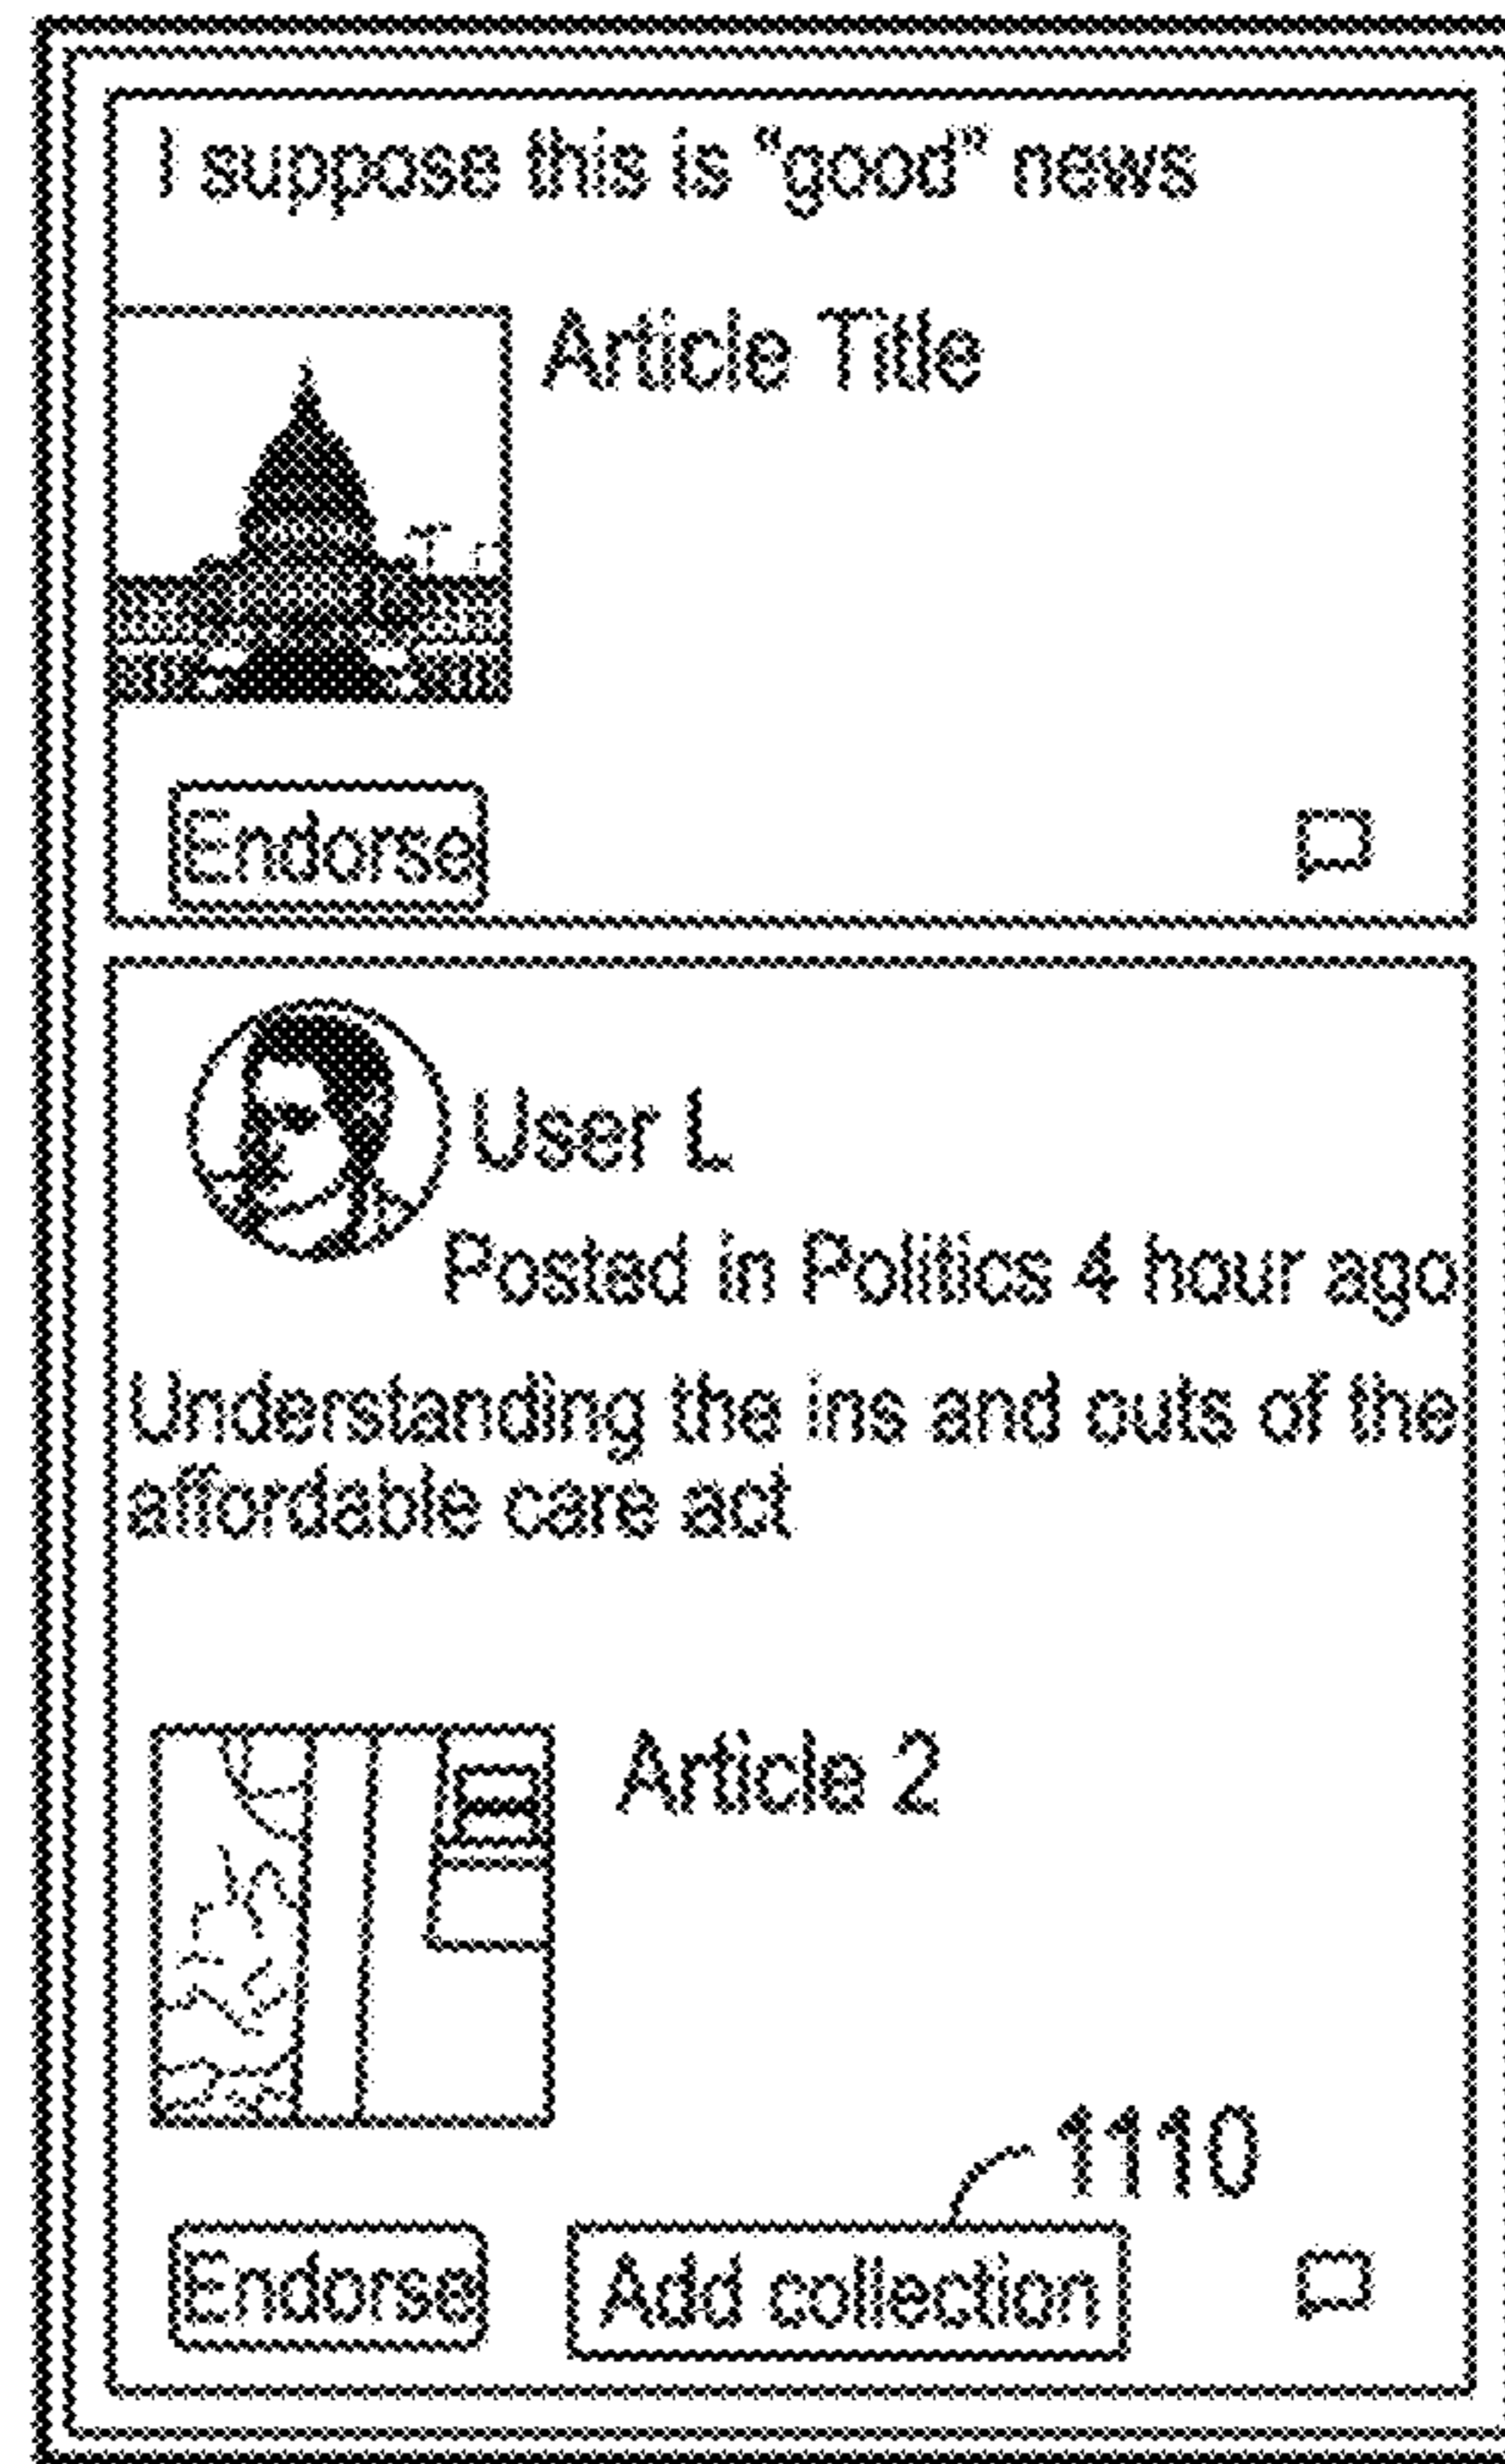 I suppose this is “good” news
Article Title
Endorse
User L
Posted in Politics 4 hour ago
Understanding the ins and outs of the
affordable care act
Article 2
1110
Endorse
Add collection